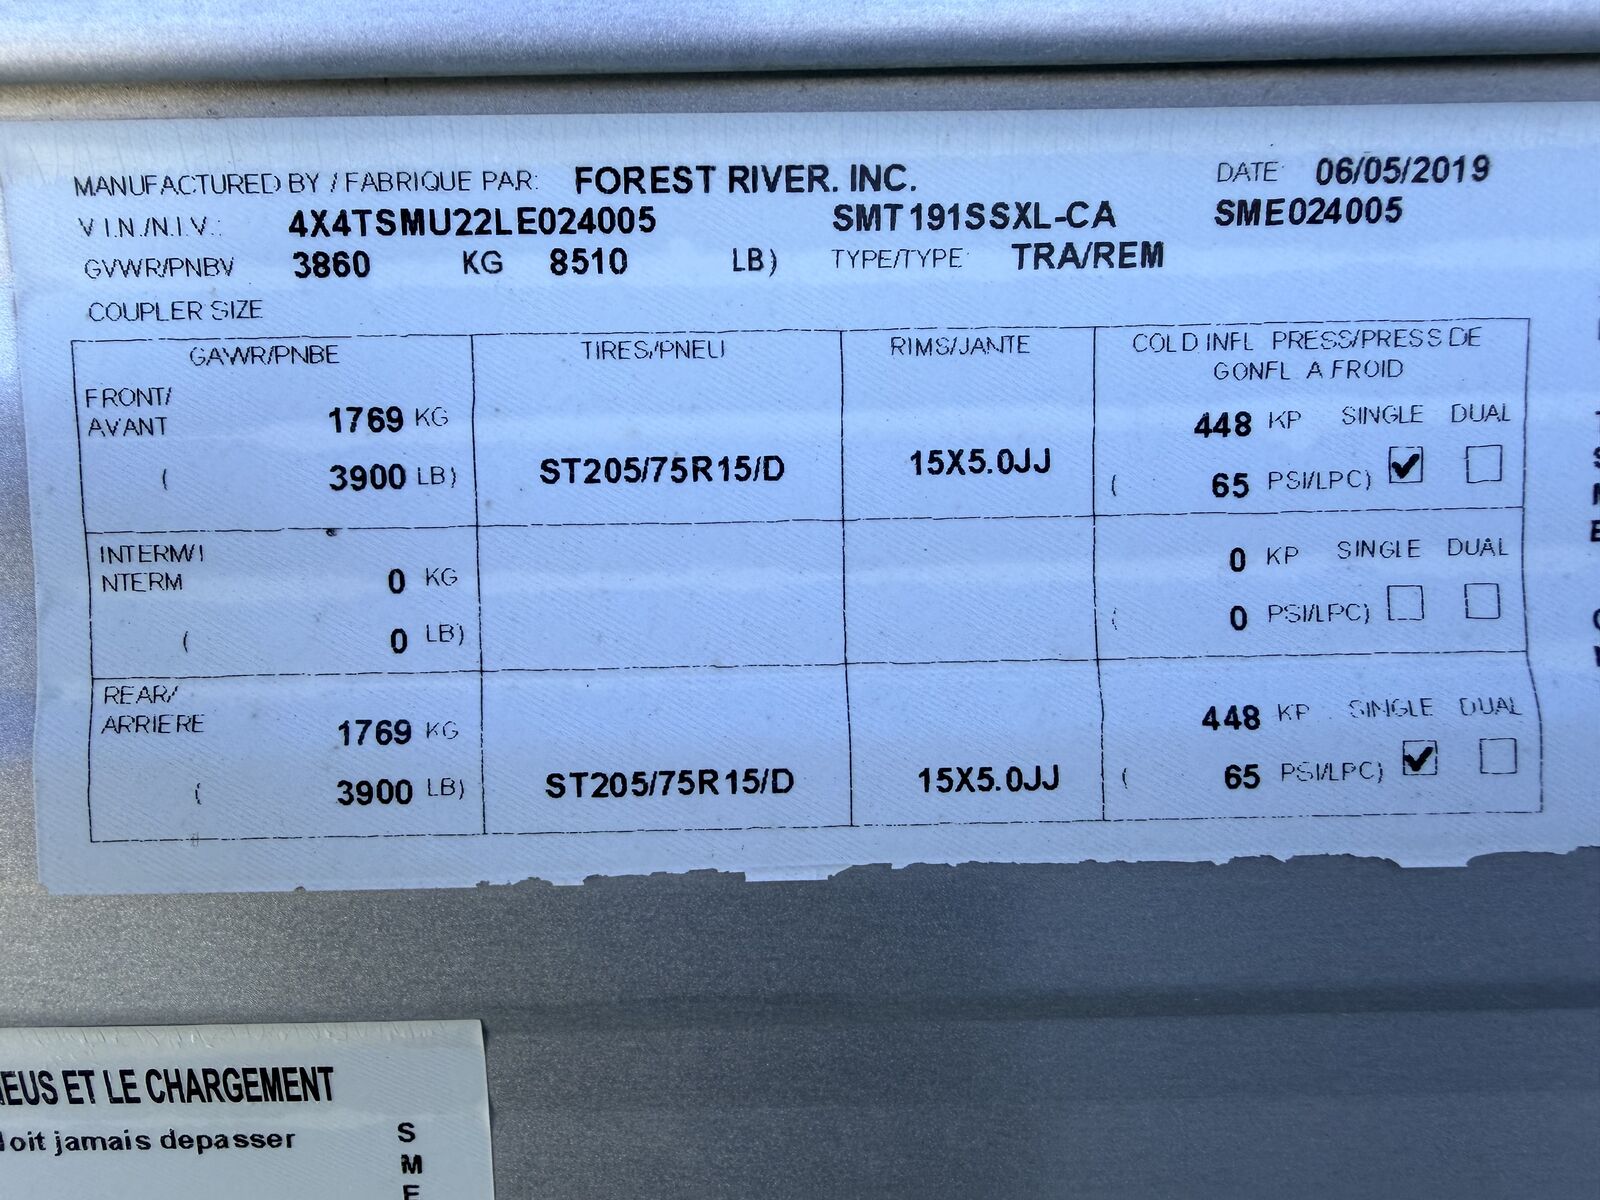 MANUFACTURED BY / FABRIQUE PAR: FOREST RIVER. INC. DATE: 06/05/2019
V.I.N./N.I.V.: 4X4TSMU22LE024005 SMT191SSXL-CA SME024005
GVWR/PNBV 3860 KG 8510 LB) TYPE/TYPE: TRA/REM
COUPLER SIZE
GAWR/PNBE TIRES/PNEU RIMS/JANTE COLD INFL PRESS/PRESS DE
GONFL A FROID
FRONT/
AVANT 1769 KG 448 KP SINGLE DUAL
( 3900 LB) ST205/75R15/D 15X5.0JJ ( 65 PSI/LPC) ✓
INTERM/I
NTERM 0 KG 0 KP SINGLE DUAL
( 0 LB) ( 0 PSI/LPC)
REAR/
ARRIERE 1769 KG 448 KP SINGLE DUAL
( 3900 LB) ST205/75R15/D 15X5.0JJ ( 65 PSI/LPC) ✓
NEUS ET LE CHARGEMENT
doit jamais depasser
S
M
E